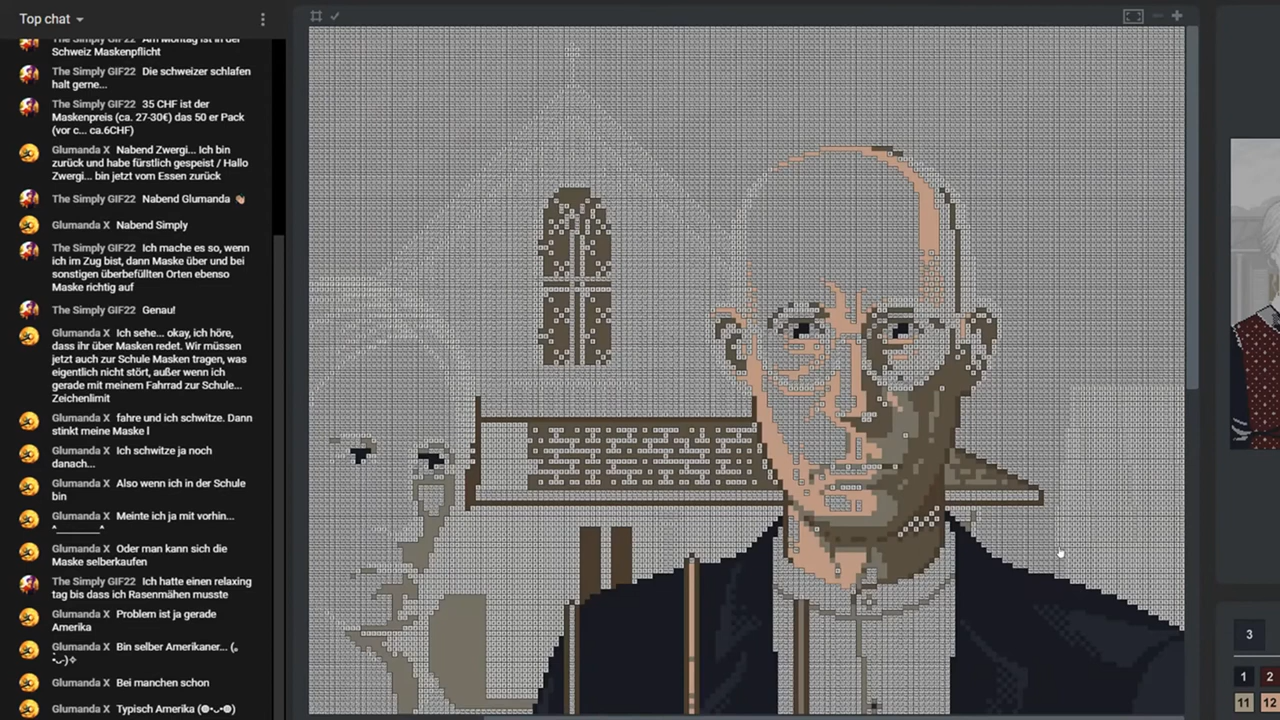 Top chat
The Simply GIF22 Am Montag ist in der
Schweiz Maskenpflicht
The Simply GIF22 Die schweizer schlafen
halt gerne...
The Simply GIF22 35 CHF ist der
Maskenpreis (ca. 27-30€) das 50 er Pack
(vor c... ca.6CHF)
Glumanda X Nabend Zwergi... Ich bin
zurück und habe fürstlich gespeist / Hallo
Zwergi... bin jetzt vom Essen zurück
The Simply GIF22 Nabend Glumanda 👏
Glumanda X Nabend Simply
The Simply GIF22 Ich mache es so, wenn
ich im Zug bist, dann Maske über und bei
sonstigen überbefüllten Orten ebenso
Maske richtig auf
The Simply GIF22 Genau!
Glumanda X Ich sehe... okay, ich höre,
dass ihr über Masken redet. Wir müssen
jetzt auch zur Schule Masken tragen, was
eigentlich nicht stört, außer wenn ich
gerade mit meinem Fahrrad zur Schule...
Zeichenlimit
Glumanda X fahre und ich schwitze. Dann
stinkt meine Maske l
Glumanda X Ich schwitze ja noch
danach...
Glumanda X Also wenn ich in der Schule
bin
Glumanda X Meinte ich ja mit vorhin...
^_______^
Glumanda X Oder man kann sich die
Maske selberkaufen
The Simply GIF22 Ich hatte einen relaxing
tag bis dass ich Rasenmähen musste
Glumanda X Problem ist ja gerade
Amerika
Glumanda X Bin selber Amerikaner... (。
•̀ᴗ-)✧
Glumanda X Bei manchen schon
Glumanda X Typisch Amerika (☻-ᴗ-☻)
3
1 2
11 12